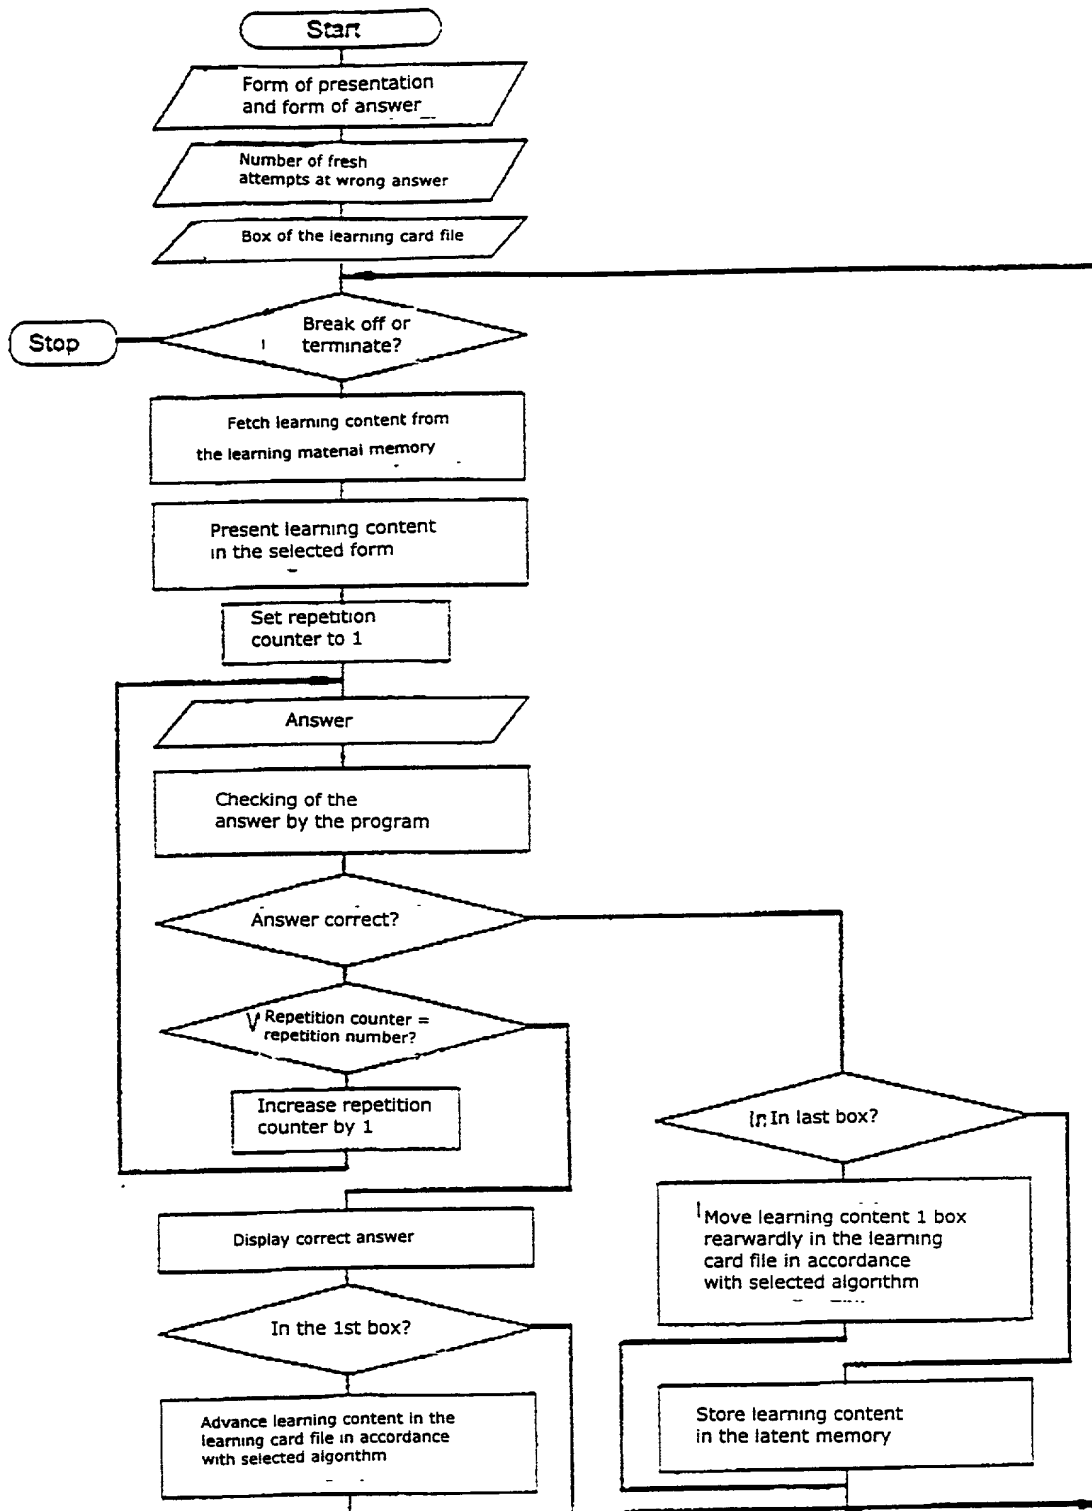 Start
Form of presentation
and form of answer
Number of fresh
attempts at wrong answer
Box of the learning card file
Break off or
terminate?
Stop
Fetch learning content from
the learning material memory
Present learning content
in the selected form
Set repetition
counter to 1
Answer
Checking of the
answer by the program
Answer correct?
Repetition counter =
repetition number?
Increase repetition
counter by 1
In last box?
Move learning content 1 box
rearwardly in the learning
card file in accordance
with selected algorithm
Display correct answer
In the 1st box?
Advance learning content in the
learning card file in accordance
with selected algorithm
Store learning content
in the latent memory